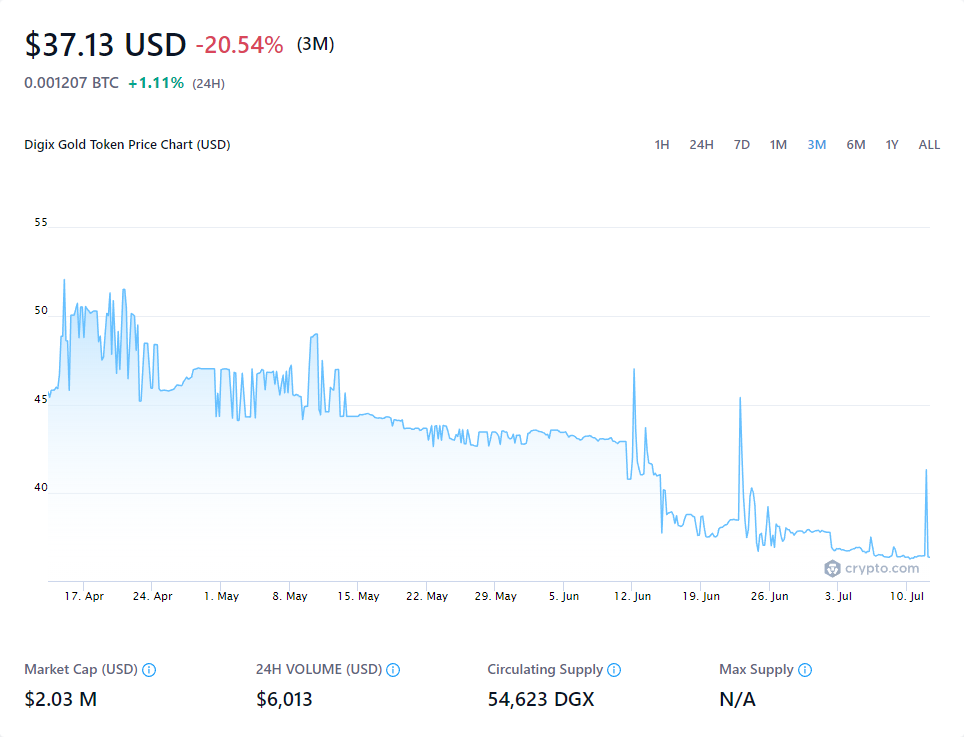 $37.13 USD -20.54% (3M)
0.001207 BTC +1.11% (24H)
Digix Gold Token Price Chart (USD)
1H 24H 7D 1M 3M 6M 1Y ALL
55
50
45
40
crypto.com
17. Apr 24. Apr 1. May 8. May 15. May 22. May 29. May 5. Jun 12. Jun 19. Jun 26. Jun 3. Jul 10. Jul
Market Cap (USD) 24H VOLUME (USD) Circulating Supply Max Supply
$2.03 M $6,013 54,623 DGX N/A